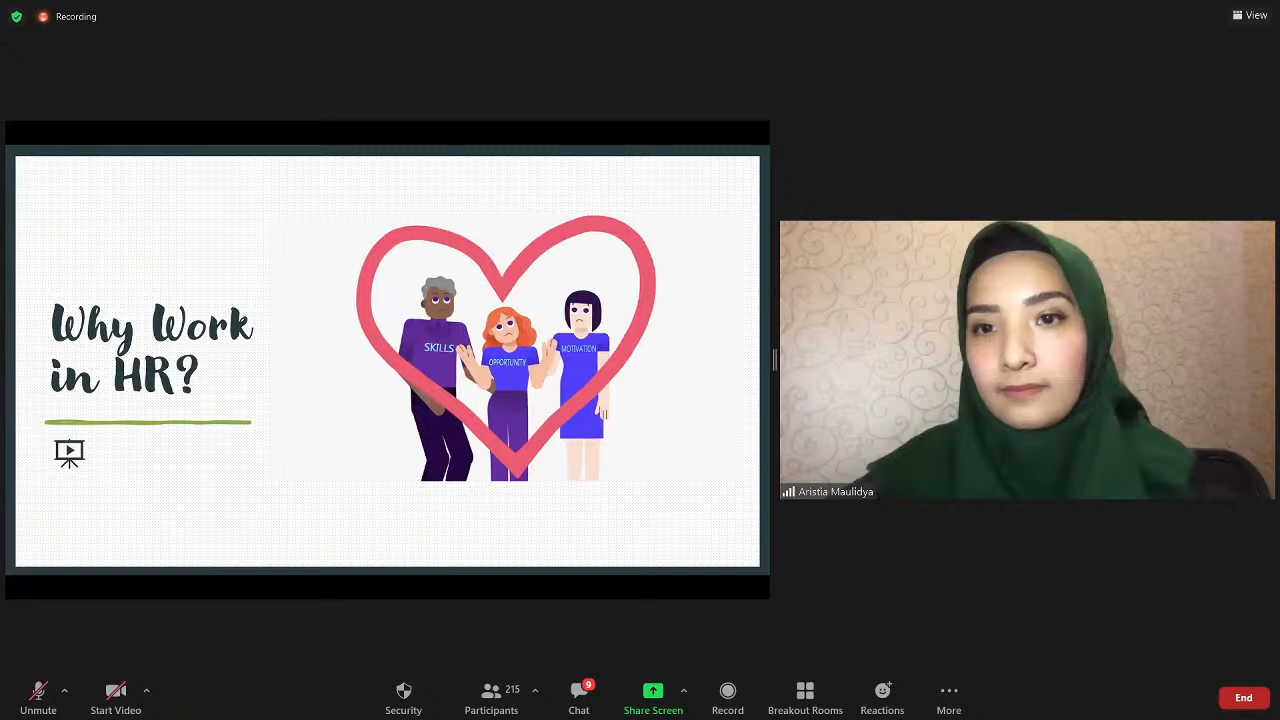 Recording
View
Why Work
in HR?
SKILLS
OPPORTUNITY
MOTIVATION
Aristia Maulidya
Unmute
Start Video
Security
215
Participants
9
Chat
Share Screen
Record
Breakout Rooms
Reactions
More
End